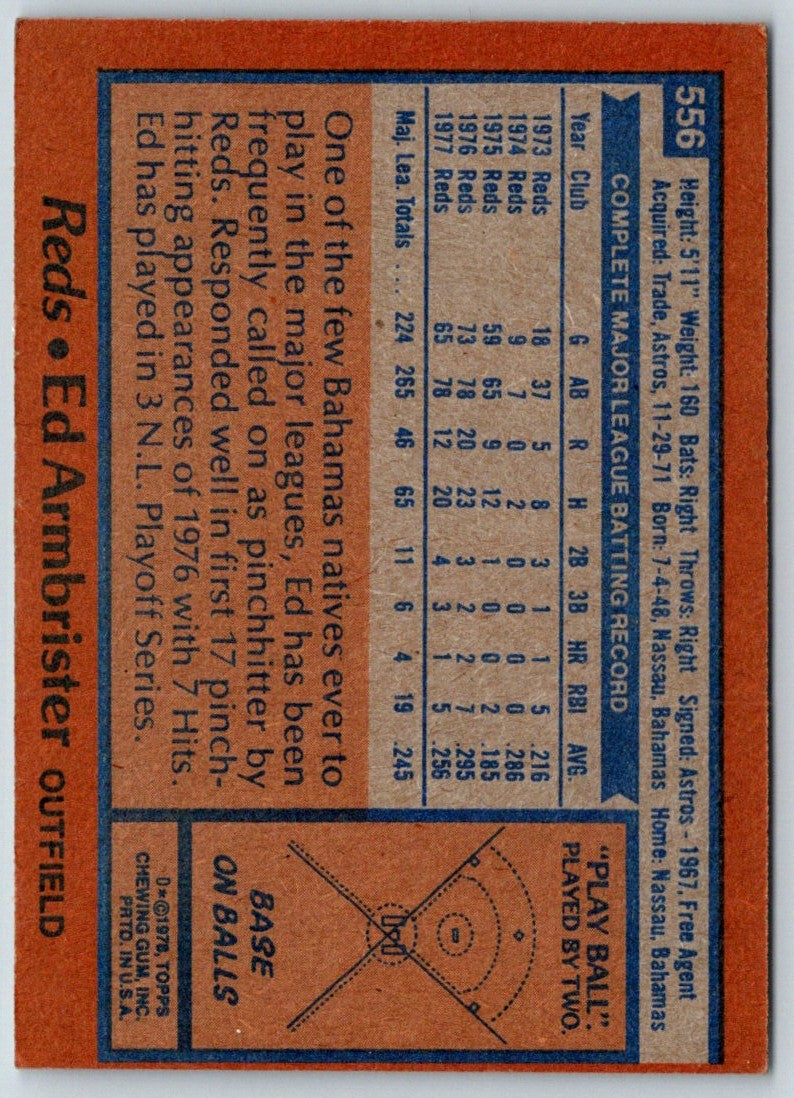 556
Height: 5'11" Weight: 160 Bats: Right Throws: Right Signed: Astros - 1967, Free Agent
Acquired: Trade, Astros, 11-29-71 Born: 7-4-48, Nassau, Bahamas Home: Nassau, Bahamas
COMPLETE MAJOR LEAGUE BATTING RECORD
Year Club G AB R H 2B 3B HR RBI AVG.
1973 Reds 18 37 5 8 3 1 1 5 .216
1974 Reds 9 7 0 2 0 0 0 0 .286
1975 Reds 59 65 9 12 1 0 0 2 .185
1976 Reds 73 78 20 23 3 2 2 7 .295
1977 Reds 65 78 12 20 4 3 1 5 .256
Maj. Lea. Totals .... 224 265 46 65 11 6 4 19 .245
One of the few Bahamas natives ever to
play in the major leagues, Ed has been
frequently called on as pinchhitter by
Reds. Responded well in first 17 pinch-
hitting appearances of 1976 with 7 Hits.
Ed has played in 3 N.L. Playoff Series.
"PLAY BALL".
PLAYED BY TWO.
BASE
ON BALLS
D*©1978, TOPPS
CHEWING GUM, INC.
PRTD. IN U.S.A.
Reds • Ed Armbrister OUTFIELD